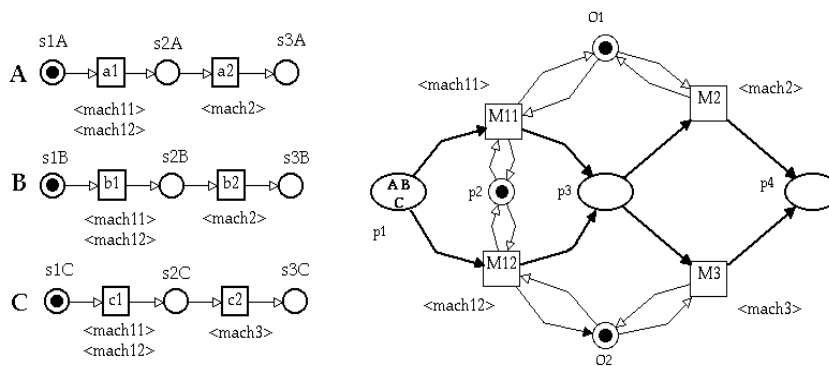 s1A s2A s3A
A a1 a2
<mach11> <mach2>
<mach12>
s1B s2B s3B
B b1 b2
<mach11> <mach2>
<mach12>
s1C s2C s3C
C c1 c2
<mach11> <mach3>
<mach12>
O1
<mach11> M2 <mach2>
M11
A B
C p2 p3 p4
p1
M12 M3
<mach12> <mach3>
O2